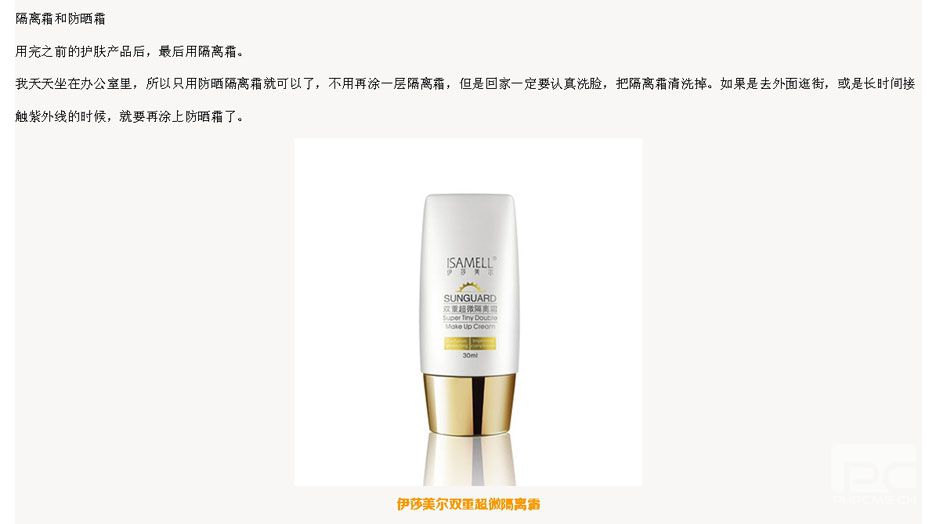 隔离霜和防晒霜
用完之前的护肤产品后，最后用隔离霜。
我天天坐在办公室里，所以只用防晒隔离霜就可以了，不用再涂一层隔离霜，但是回家一定要认真洗脸，把隔离霜清洗掉。如果是去外面逛街，或是长时间接
触紫外线的时候，就要再涂上防晒霜了。
ISAMELL®
伊莎美尔
SUNGUARD
双重超微隔离霜
Super Tiny Double
Make Up Cream
30ml
伊莎美尔双重超微隔离霜